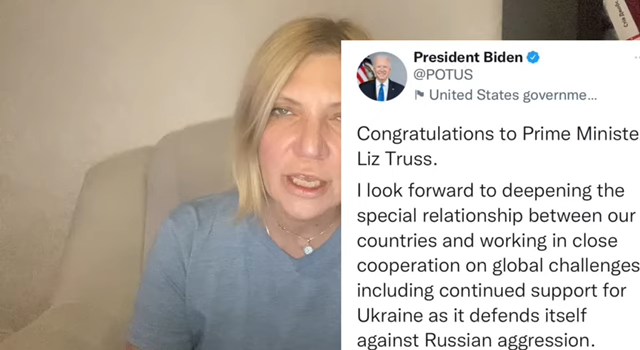 President Biden
@POTUS
United States governme...
Congratulations to Prime Ministe
Liz Truss.
I look forward to deepening the
special relationship between our
countries and working in close
cooperation on global challenges
including continued support for
Ukraine as it defends itself
against Russian aggression.